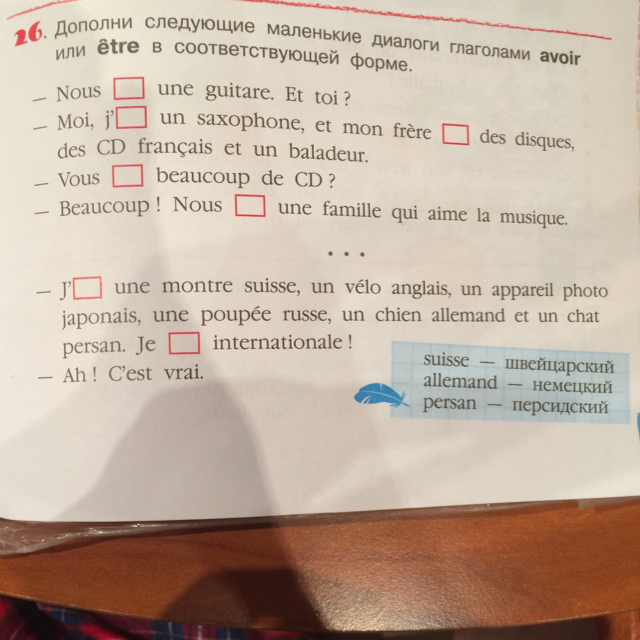 26. Дополни следующие маленькие диалоги глаголами avoir
или être в соответствующей форме.
— Nous □ une guitare. Et toi ?
— Moi, j'□ un saxophone, et mon frère □ des disques,
des CD français et un baladeur.
— Vous □ beaucoup de CD ?
— Beaucoup ! Nous □ une famille qui aime la musique.
• • •
— J'□ une montre suisse, un vélo anglais, un appareil photo
japonais, une poupée russe, un chien allemand et un chat
persan. Je □ internationale !
— Ah ! C'est vrai.
suisse — швейцарский
allemand — немецкий
persan — персидский